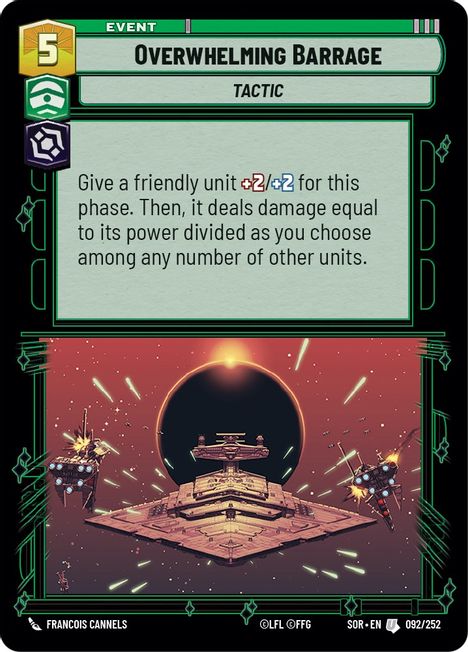 EVENT
5
OVERWHELMING BARRAGE
TACTIC
Give a friendly unit +2/+2 for this
phase. Then, it deals damage equal
to its power divided as you choose
among any number of other units.
FRANCOIS CANNELS
©LFL ©FFG
SOR • EN U 092/252